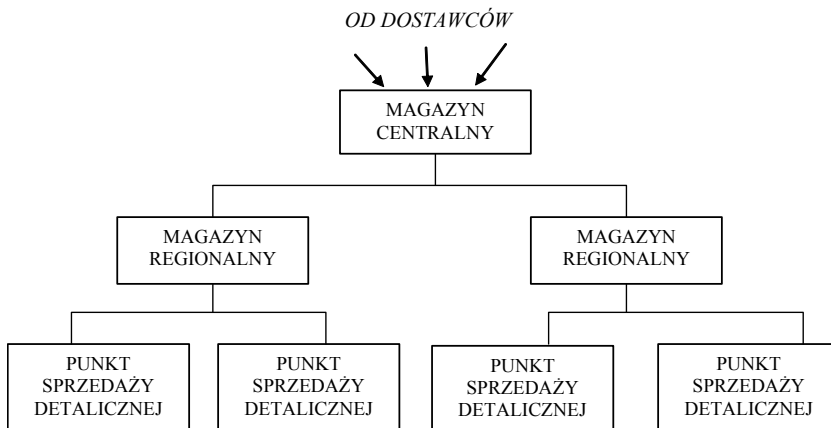 OD DOSTAWCÓW
MAGAZYN
CENTRALNY
MAGAZYN
REGIONALNY
MAGAZYN
REGIONALNY
PUNKT
SPRZEDAŻY
DETALICZNEJ
PUNKT
SPRZEDAŻY
DETALICZNEJ
PUNKT
SPRZEDAŻY
DETALICZNEJ
PUNKT
SPRZEDAŻY
DETALICZNEJ